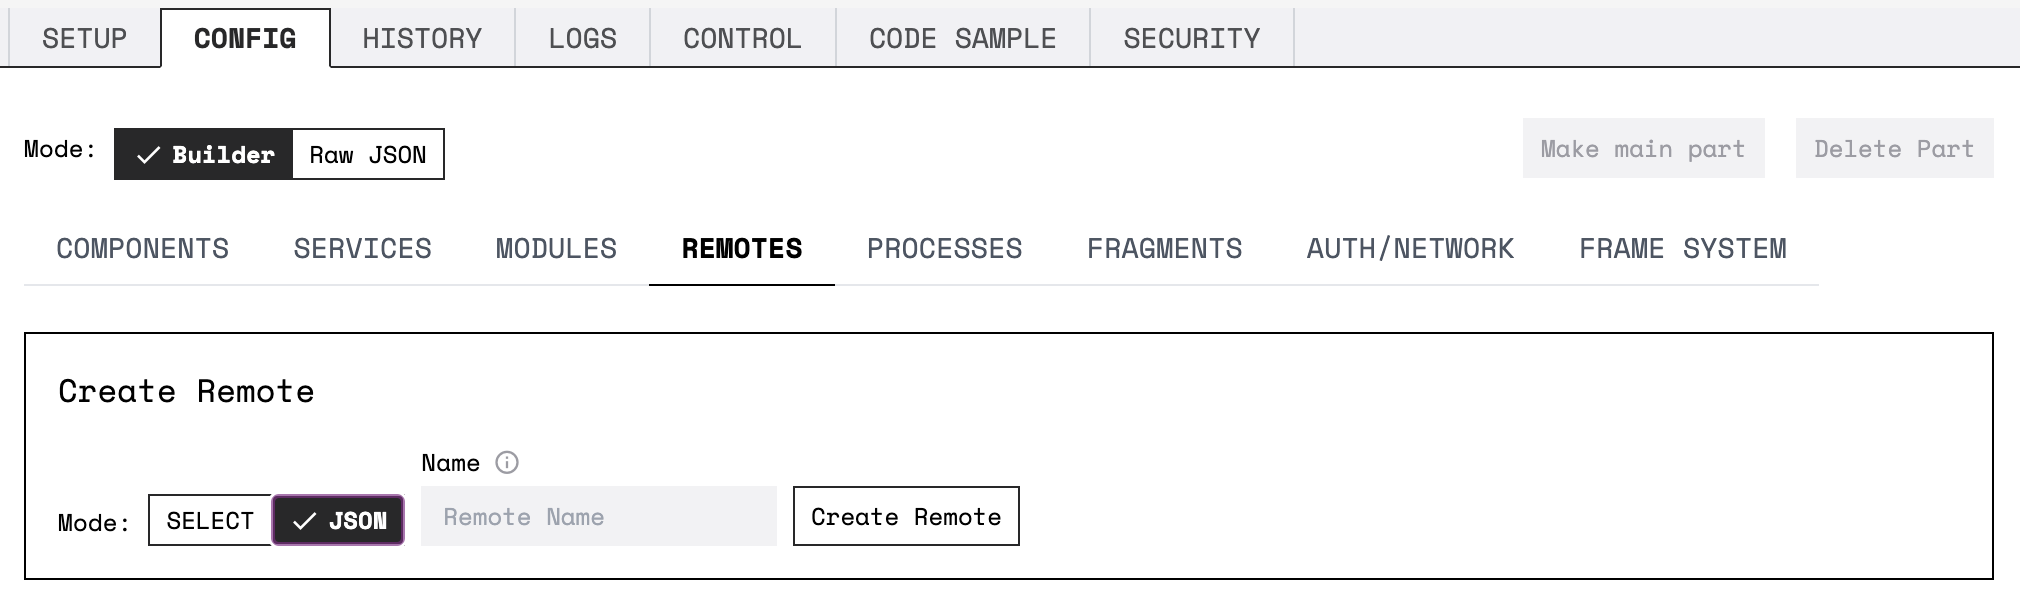 SETUP CONFIG HISTORY LOGS CONTROL CODE SAMPLE SECURITY
Mode: Builder Raw JSON Make main part Delete Part
COMPONENTS SERVICES MODULES REMOTES PROCESSES FRAGMENTS AUTH/NETWORK FRAME SYSTEM
Create Remote
Name
Mode: SELECT JSON Remote Name Create Remote